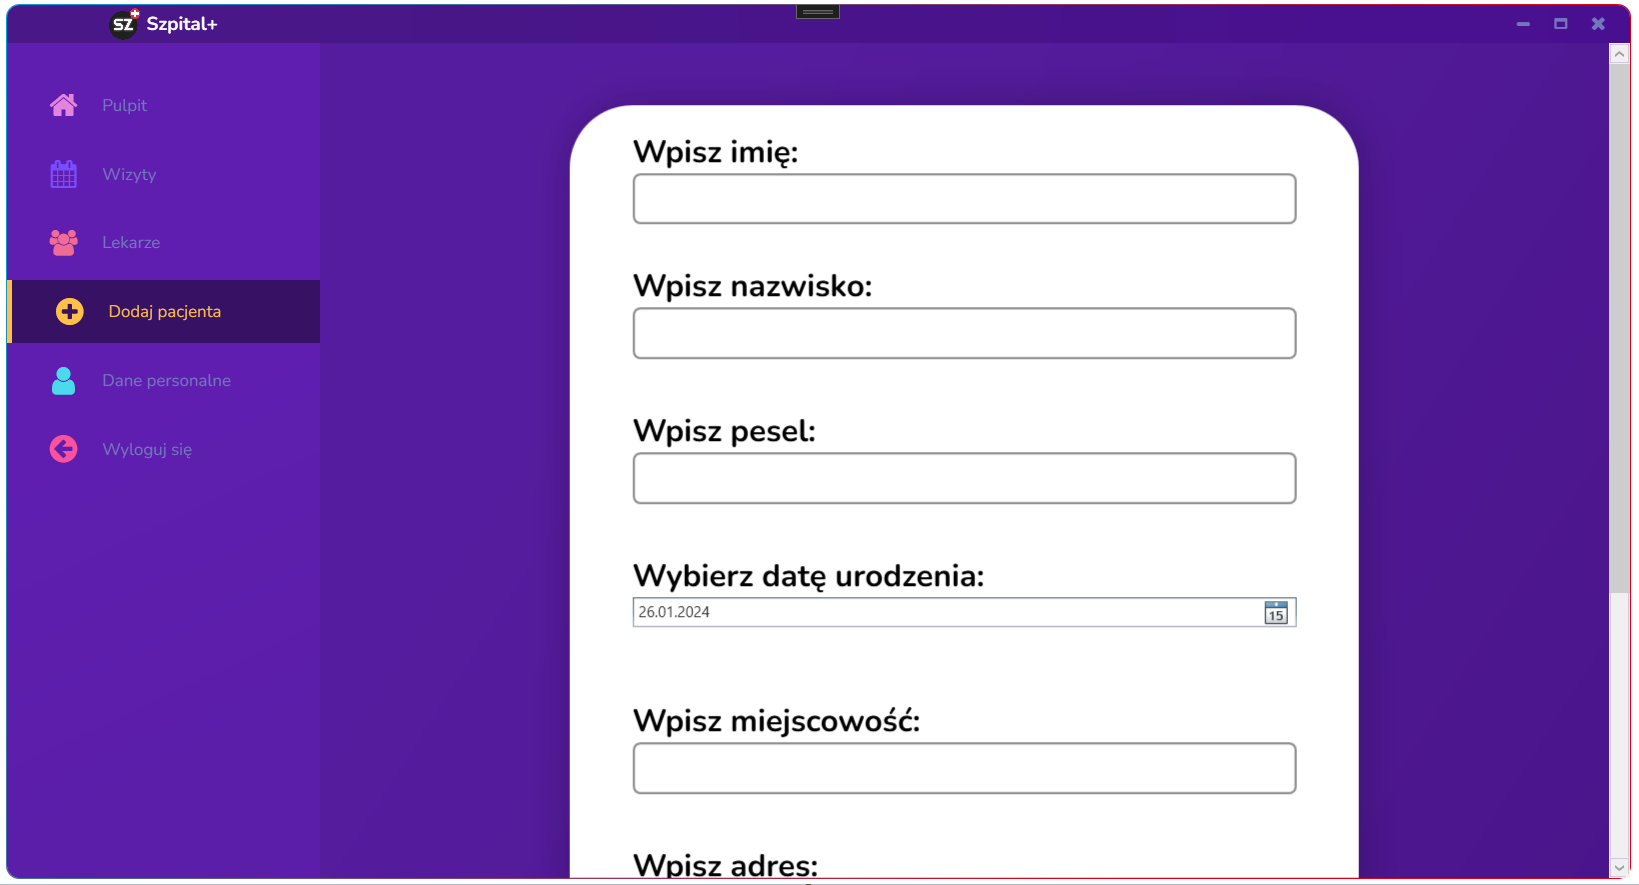 SZ Szpital+
Pulpit
Wizyty
Lekarze
Dodaj pacjenta
Dane personalne
Wyloguj się
Wpisz imię:
Wpisz nazwisko:
Wpisz pesel:
Wybierz datę urodzenia:
26.01.2024
15
Wpisz miejscowość:
Wpisz adres: